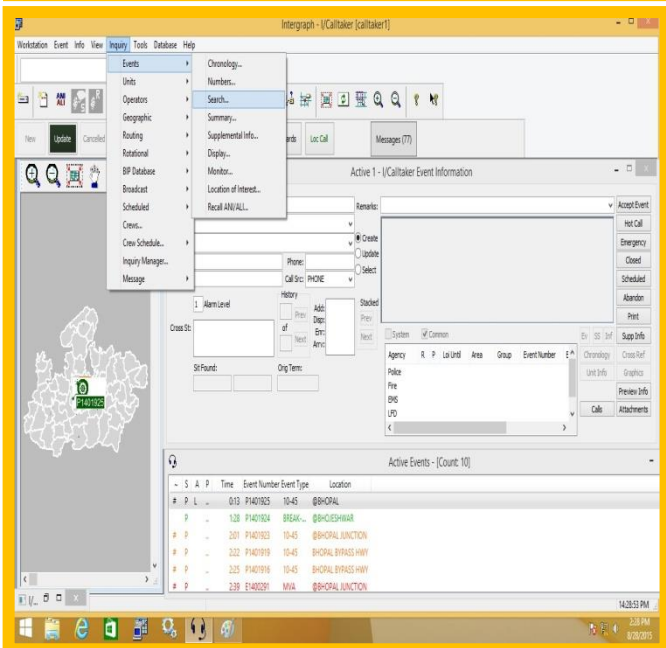 Intergraph - I/Calltaker [calltaker1]
Workstation Event Info View Inquiry Tools Database Help
Events
Units
Operators
Geographic
Routing
Rotational
BIP Database
Broadcast
Scheduled
Crews...
Crew Schedule...
Inquiry Manager...
Message
Chronology...
Numbers...
Search...
Summary...
Supplemental Info...
Display...
Monitor...
Location of Interest...
Recall ANI/ALI...
ALI
New Update Cancelled
Loc Call Messages (77)
Active 1 - I/Calltaker Event Information
Remarks:
Create
Update
Select
Phone:
Call Src: PHONE
1 Alarm Level
History
Prev
of
Next
Add:
Disp:
Enr:
Arrv:
Stacked
Prev
Next
Cross St:
Sit Found:
Orig Term:
System Common
Agency R P Loi Until Area Group Event Number E
Police
Fire
EMS
LFD
Accept Event
Hot Call
Emergency
Closed
Scheduled
Abandon
Print
Ev SS Inf Supp Info
Chronology Cross Ref
Unit Info Graphics
Preview Info
Calls Attachments
P1401925
Active Events - [Count: 10]
~ S A P Time Event Number Event Type Location
# P L .. 0:13 P1401925 10-45 @BHOPAL
P .. 1:28 P1401924 BREAK-... @BHOJESHWAR
# P .. 2:01 P1401923 10-45 @BHOPAL JUNCTION
# P .. 2:22 P1401919 10-45 BHOPAL BYPASS HWY
# P .. 2:25 P1401916 10-45 BHOPAL BYPASS HWY
# P .. 2:39 E1400291 MVA @BHOPAL JUNCTION
I/...
14:28:53 PM
2:28 PM
8/28/2015